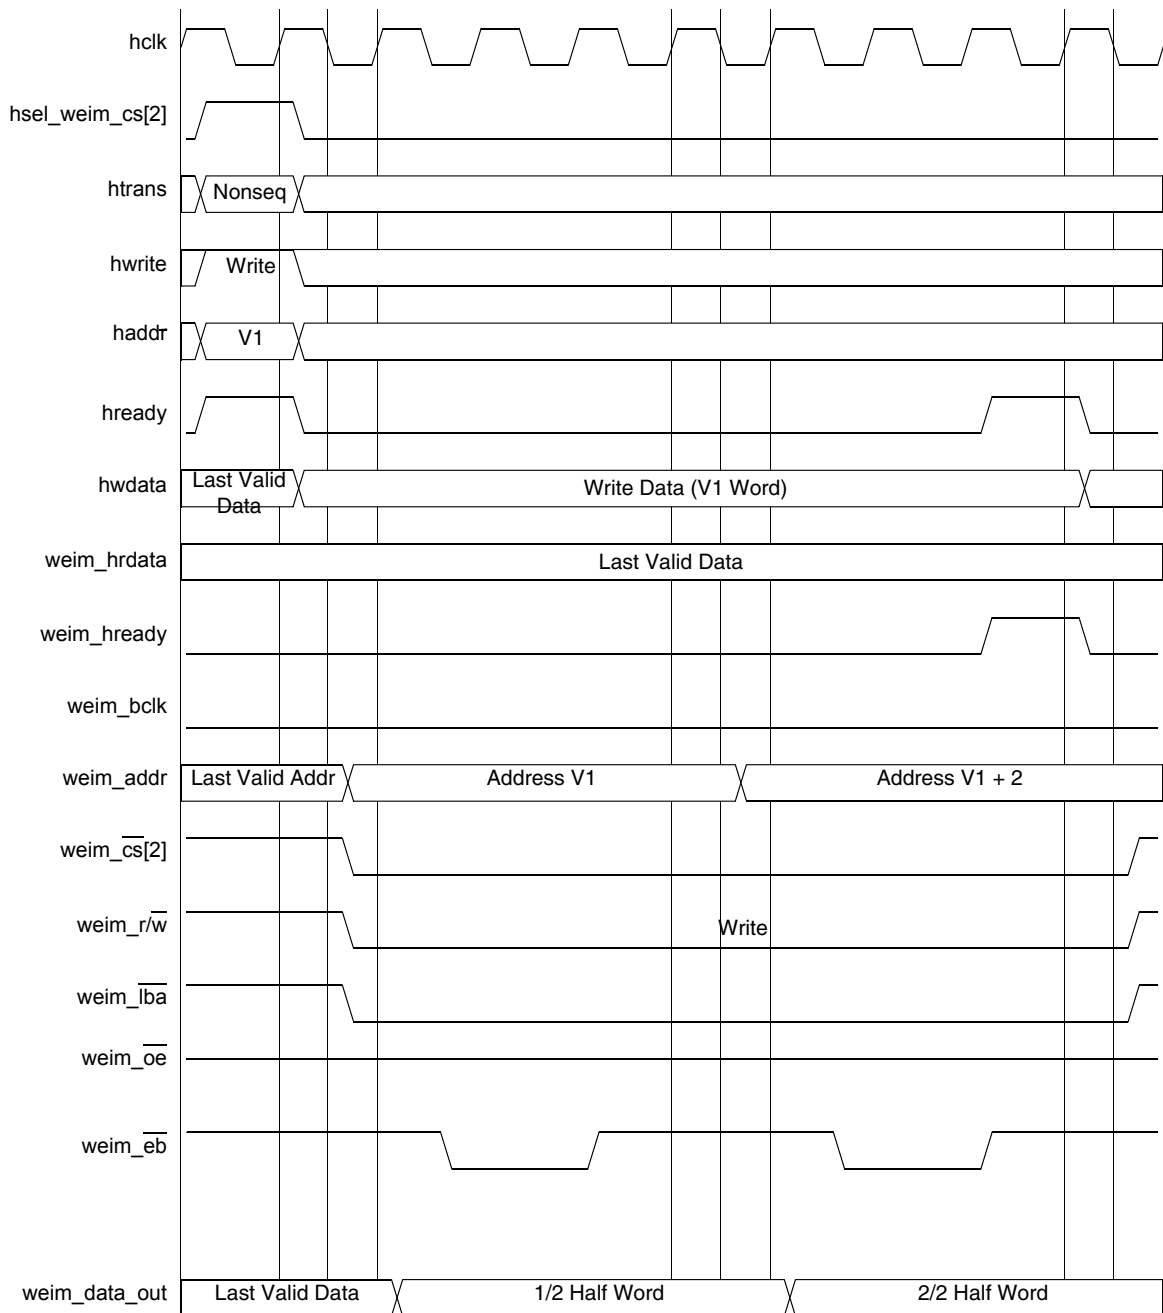 hclk
hsel_weim_cs[2]
htrans Nonseq
hwrite Write
haddr V1
hready
hwdata Last Valid
Data Write Data (V1 Word)
weim_hrdata Last Valid Data
weim_hready
weim_bclk
weim_addr Last Valid Addr Address V1 Address V1 + 2
weim_cs[2]
weim_r/w Write
weim_lba
weim_oe
weim_eb
weim_data_out Last Valid Data 1/2 Half Word 2/2 Half Word